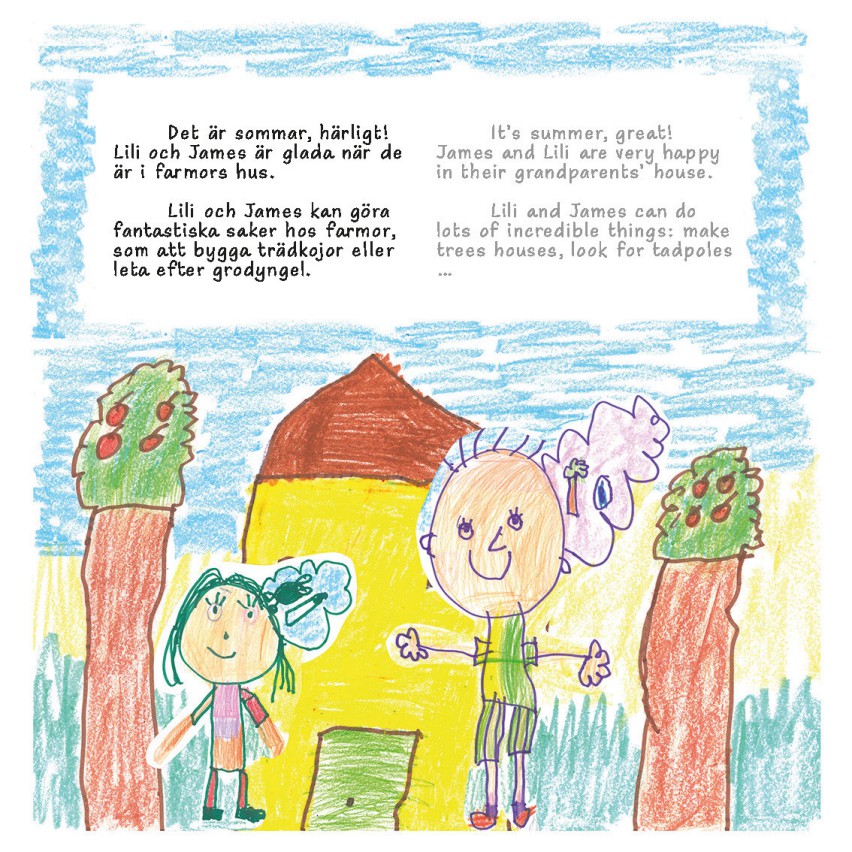 Det är sommar, härligt!
Lili och James är glada när de
är i farmors hus.
Lili och James kan göra
fantastiska saker hos farmor,
som att bygga trädkojor eller
leta efter grodyngel.
It's summer, great!
James and Lili are very happy
in their grandparents' house.
Lili and James can do
lots of incredible things: make
trees houses, look for tadpoles
...